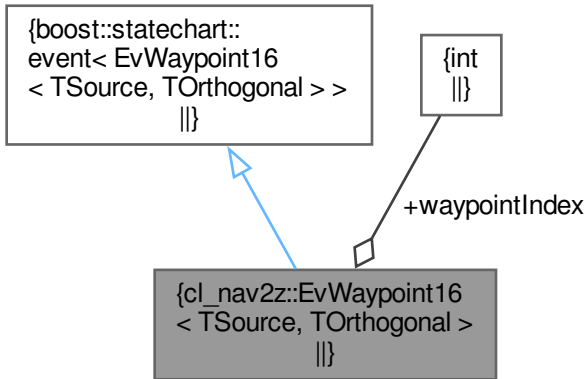 {boost::statechart::
event< EvWaypoint16
< TSource, TOrthogonal > >
||}
{int
||}
+waypointIndex
{cl_nav2z::EvWaypoint16
< TSource, TOrthogonal >
||}